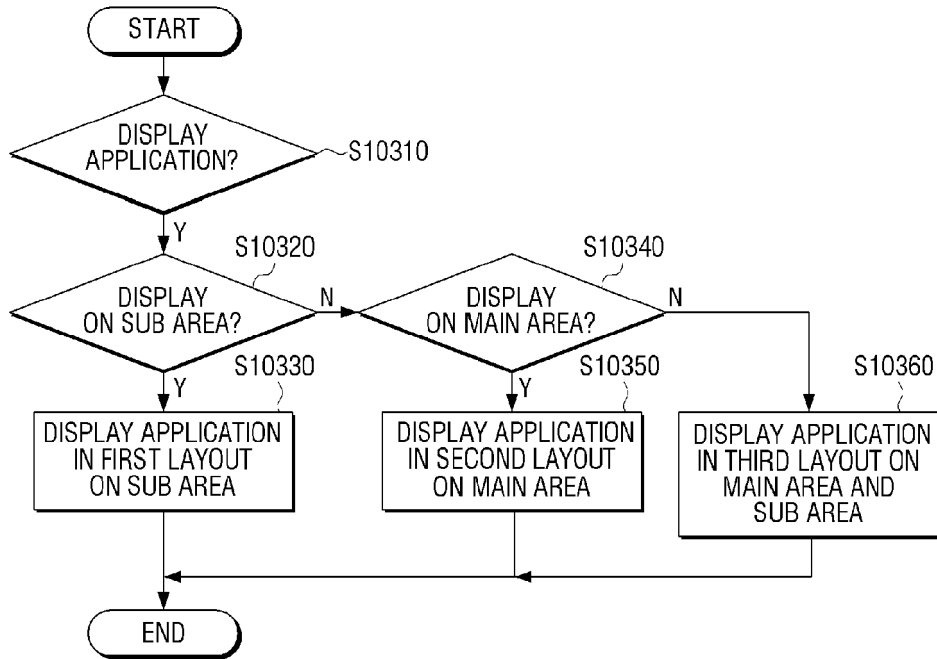 START
DISPLAY
APPLICATION?
S10310
Y
S10320
DISPLAY
ON SUB AREA?
N
S10340
DISPLAY
ON MAIN AREA?
N
Y
S10330
DISPLAY APPLICATION
IN FIRST LAYOUT
ON SUB AREA
Y
S10350
DISPLAY APPLICATION
IN SECOND LAYOUT
ON MAIN AREA
S10360
DISPLAY APPLICATION
IN THIRD LAYOUT ON
MAIN AREA AND
SUB AREA
END